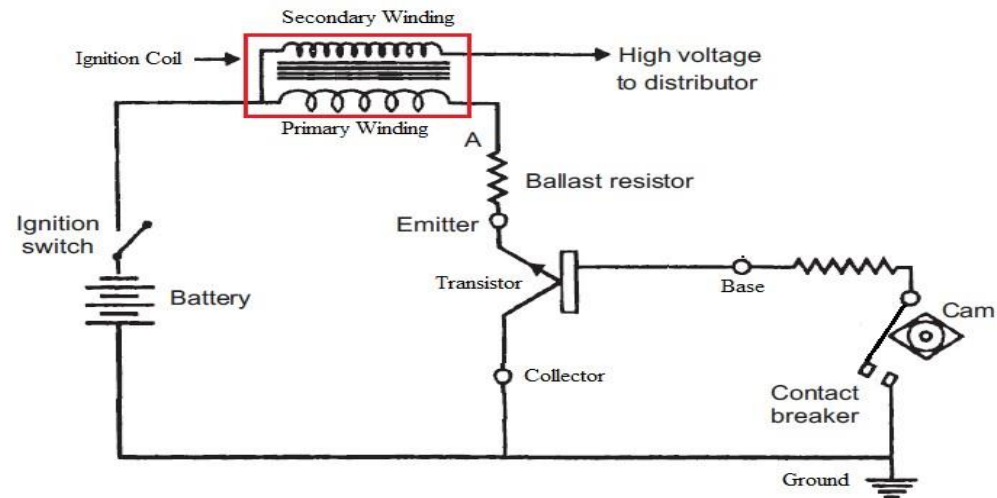 Secondary Winding
Ignition Coil
High voltage
to distributor
Primary Winding
A
Ballast resistor
Ignition
switch
Emitter
Transistor
Base
Battery
Cam
Collector
Contact
breaker
Ground